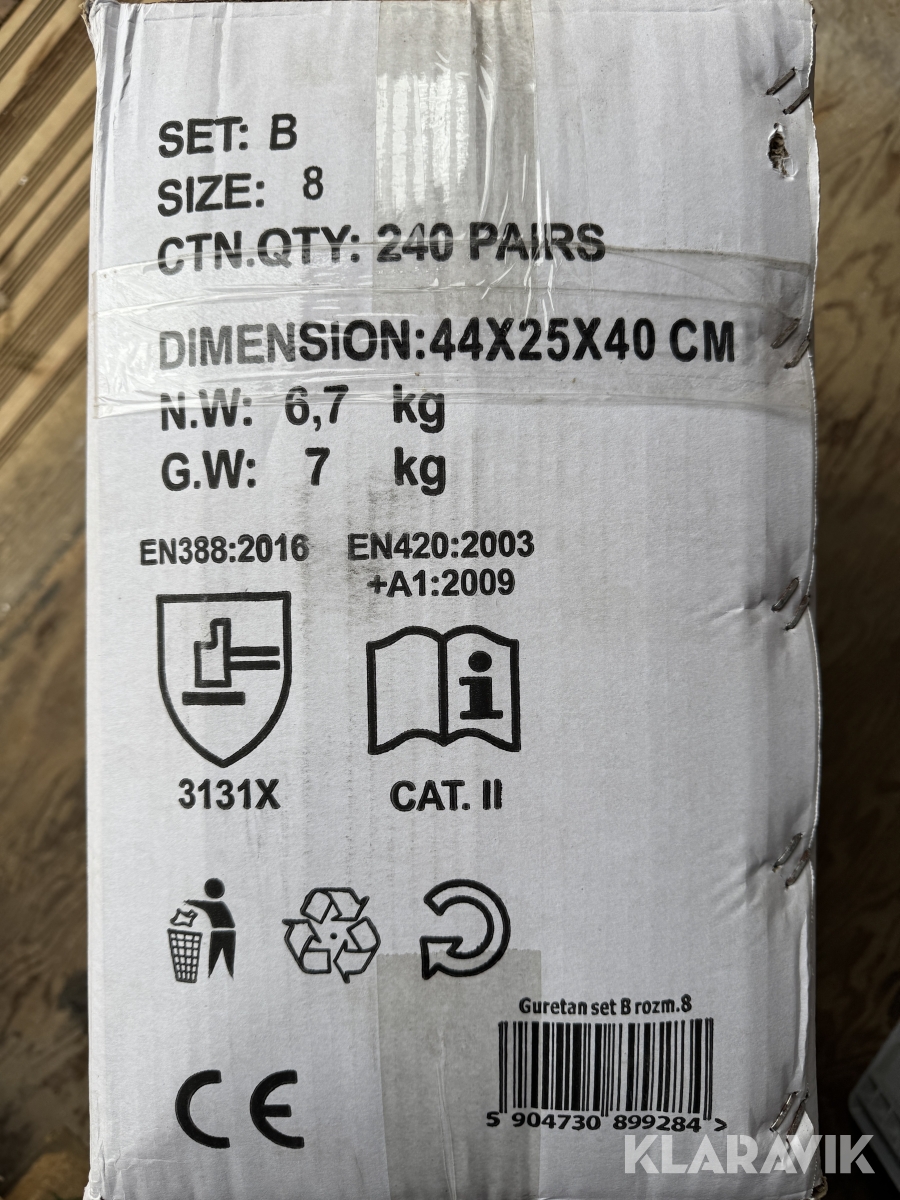 SET: B
SIZE: 8
CTN.QTY: 240 PAIRS
DIMENSION:44X25X40 CM
N.W: 6,7 kg
G.W: 7 kg
EN388:2016 EN420:2003
+A1:2009
3131X CAT. II
Guretan set B rozm.8
5 904730 899284 >
CE
KLARAVIK